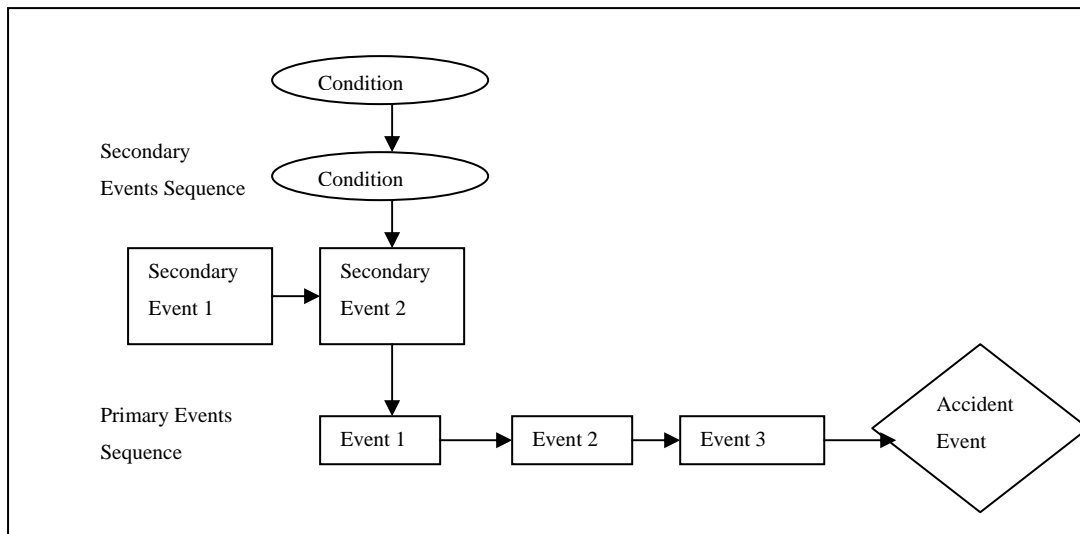 Condition
Secondary
Events Sequence
Condition
Secondary
Event 1
Secondary
Event 2
Primary Events
Sequence
Event 1
Event 2
Event 3
Accident
Event